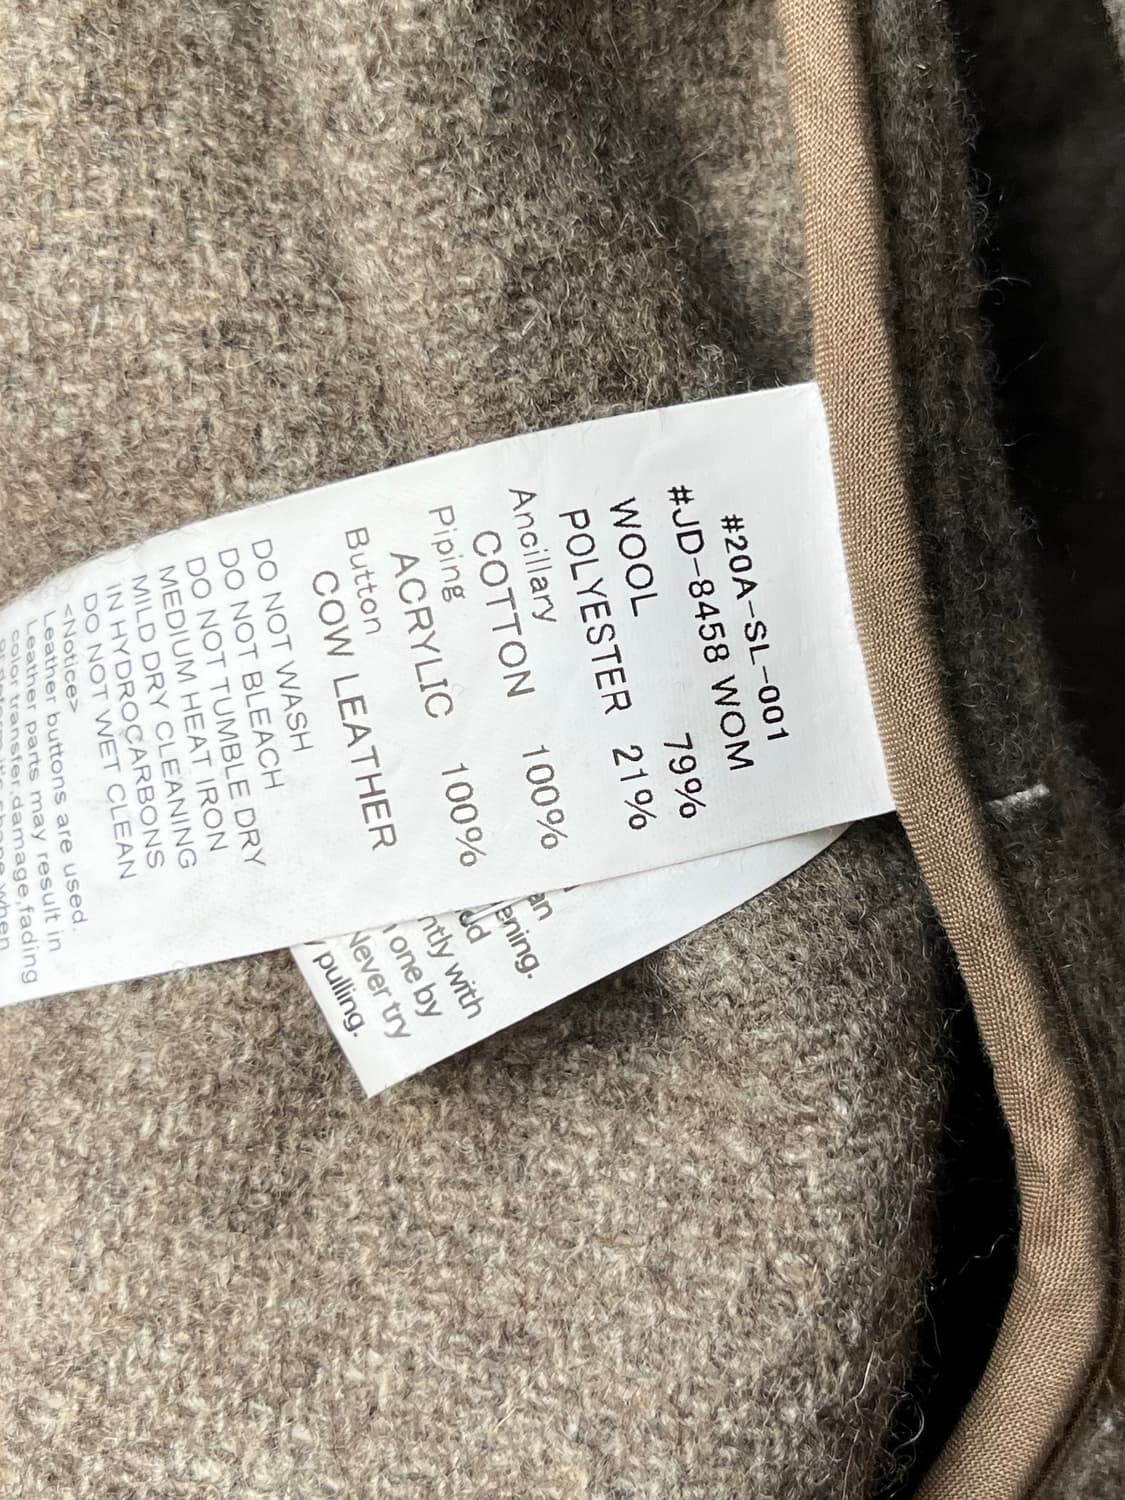 #20A-SL-001
#JD-8458 WOM
WOOL 79%
POLYESTER 21%
Ancillary
COTTON 100%
Piping
ACRYLIC 100%
Button
COW LEATHER
DO NOT WASH
DO NOT BLEACH
DO NOT TUMBLE DRY
MEDIUM HEAT IRON
MILD DRY CLEANING
IN HYDROCARBONS
DO NOT WET CLEAN
<Notice>
Leather buttons are used.
Leather parts may result in
color transfer damage,fading
when
an
ening.
ud
ntly with
one by
Never try
pulling.